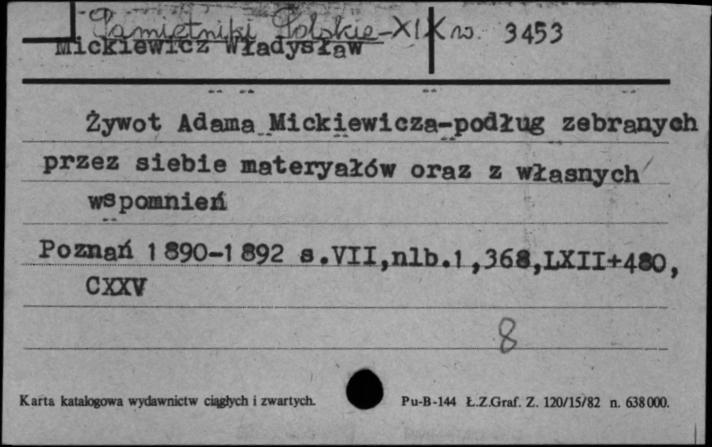 Pamiętniki Polskie-XIX w. 3453
Mickiewicz Władysław
Żywot Adama Mickiewicza-podług zebranych
przez siebie materyałów oraz z własnych
wspomnień
Poznań 1890-1892 s.VII,nlb.1,368,LXII+480,
CXXV
8
Karta katalogowa wydawnictw ciągłych i zwartych. Pu-B-144 Ł.Z.Graf. Z. 120/15/82 n. 638000.